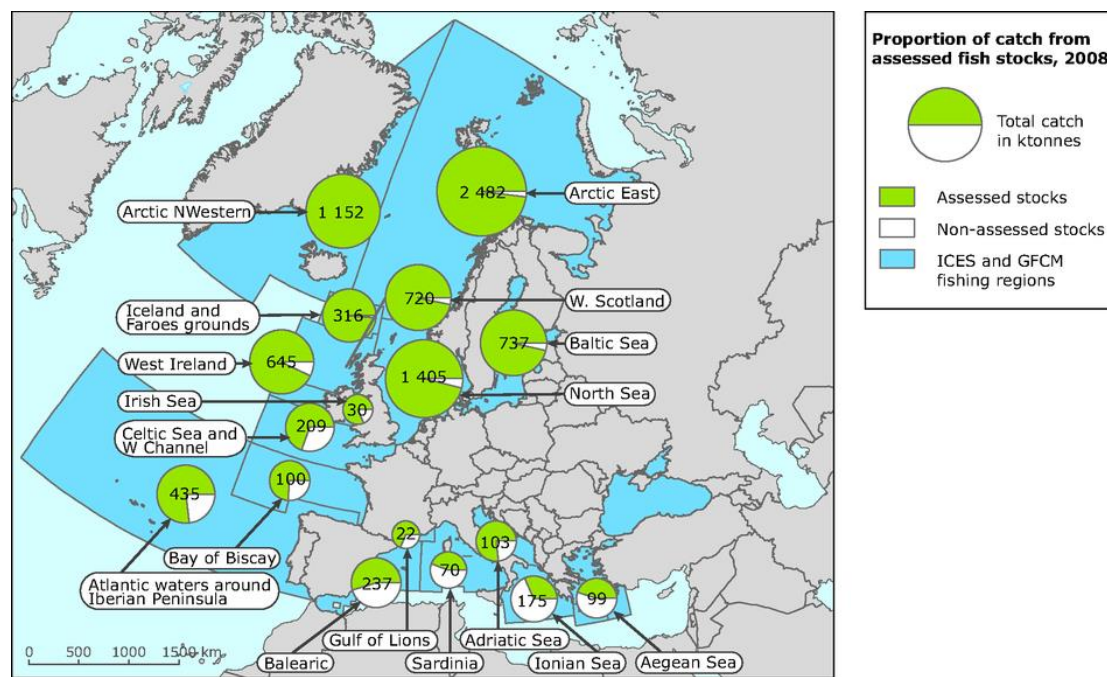 Proportion of catch from
assessed fish stocks, 2008
Total catch
in ktonnes
Assessed stocks
Non-assessed stocks
ICES and GFCM
fishing regions
2 482
Arctic East
Arctic NWestern
1 152
Iceland and
Faroes grounds
316
720
W. Scotland
West Ireland
645
737
Baltic Sea
1 405
North Sea
Irish Sea
30
Celtic Sea and
W Channel
209
435
100
Bay of Biscay
Atlantic waters around
Iberian Peninsula
22
103
237
70
175
99
Gulf of Lions
Adriatic Sea
Balearic
Sardinia
Ionian Sea
Aegean Sea
0 500 1000 1500 km